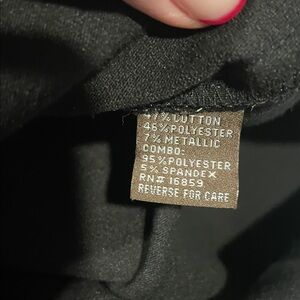 47% COTTON
46% POLYESTER
7% METALLIC
COMBO:
95% POLYESTER
5% SPANDEX
RN# 16859
REVERSE FOR CARE